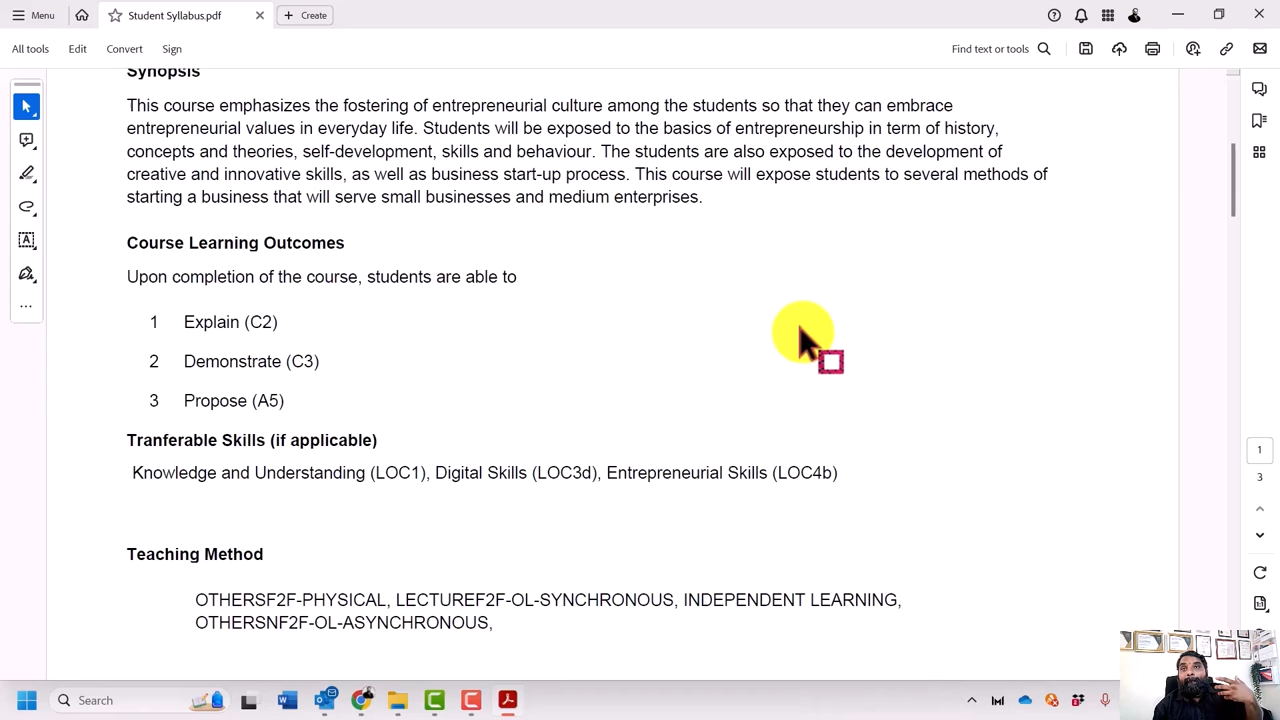 Menu
Student Syllabus.pdf
Create
All tools
Edit
Convert
Sign
Find text or tools
Synopsis
This course emphasizes the fostering of entrepreneurial culture among the students so that they can embrace
entrepreneurial values in everyday life. Students will be exposed to the basics of entrepreneurship in term of history,
concepts and theories, self-development, skills and behaviour. The students are also exposed to the development of
creative and innovative skills, as well as business start-up process. This course will expose students to several methods of
starting a business that will serve small businesses and medium enterprises.
Course Learning Outcomes
Upon completion of the course, students are able to
1 Explain (C2)
2 Demonstrate (C3)
3 Propose (A5)
Tranferable Skills (if applicable)
Knowledge and Understanding (LOC1), Digital Skills (LOC3d), Entrepreneurial Skills (LOC4b)
Teaching Method
OTHERSF2F-PHYSICAL, LECTUREF2F-OL-SYNCHRONOUS, INDEPENDENT LEARNING,
OTHERSNF2F-OL-ASYNCHRONOUS,
1
3
Search